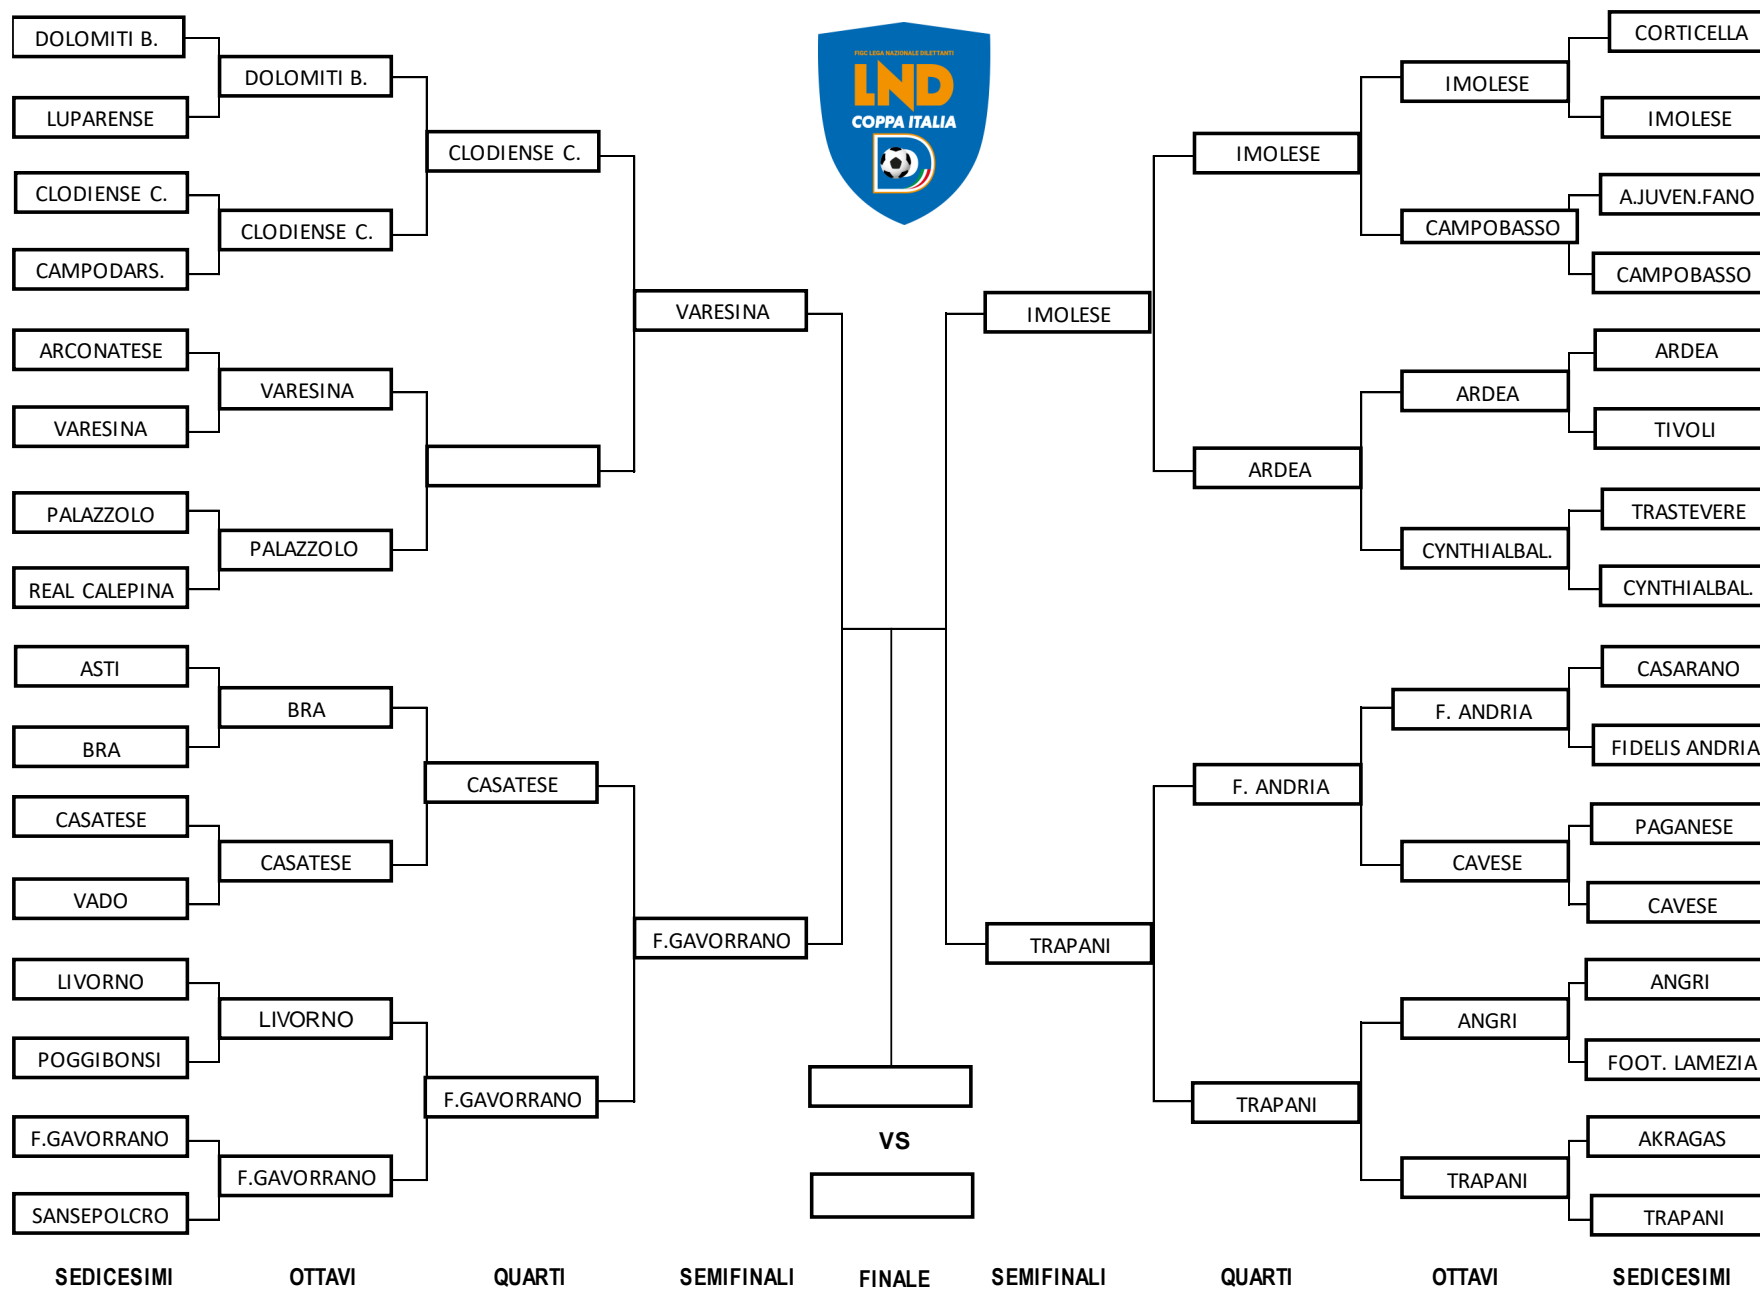 DOLOMITI B.
LUPARENSE
CLODIENSE C.
CAMPODARS.
ARCONATESE
VARESINA
PALAZZOLO
REAL CALEPINA
ASTI
BRA
CASATESE
VADO
LIVORNO
POGGIBONSI
F.GAVORRANO
SANSEPOLCRO
SEDICESIMI
DOLOMITI B.
CLODIENSE C.
VARESINA
PALAZZOLO
BRA
CASATESE
LIVORNO
F.GAVORRANO
OTTAVI
CLODIENSE C.
CASATESE
F.GAVORRANO
QUARTI
VARESINA
F.GAVORRANO
SEMIFINALI
FIGC LEGA NAZIONALE DILETTANTI
LND
COPPA ITALIA
D
VS
FINALE
IMOLESE
TRAPANI
SEMIFINALI
IMOLESE
ARDEA
F. ANDRIA
TRAPANI
QUARTI
IMOLESE
CAMPOBASSO
ARDEA
CYNTHIALBAL.
F. ANDRIA
CAVESE
ANGRI
TRAPANI
OTTAVI
CORTICELLA
IMOLESE
A.JUVEN.FANO
CAMPOBASSO
ARDEA
TIVOLI
TRASTEVERE
CYNTHIALBAL.
CASARANO
FIDELIS ANDRIA
PAGANESE
CAVESE
ANGRI
FOOT. LAMEZIA
AKRAGAS
TRAPANI
SEDICESIMI